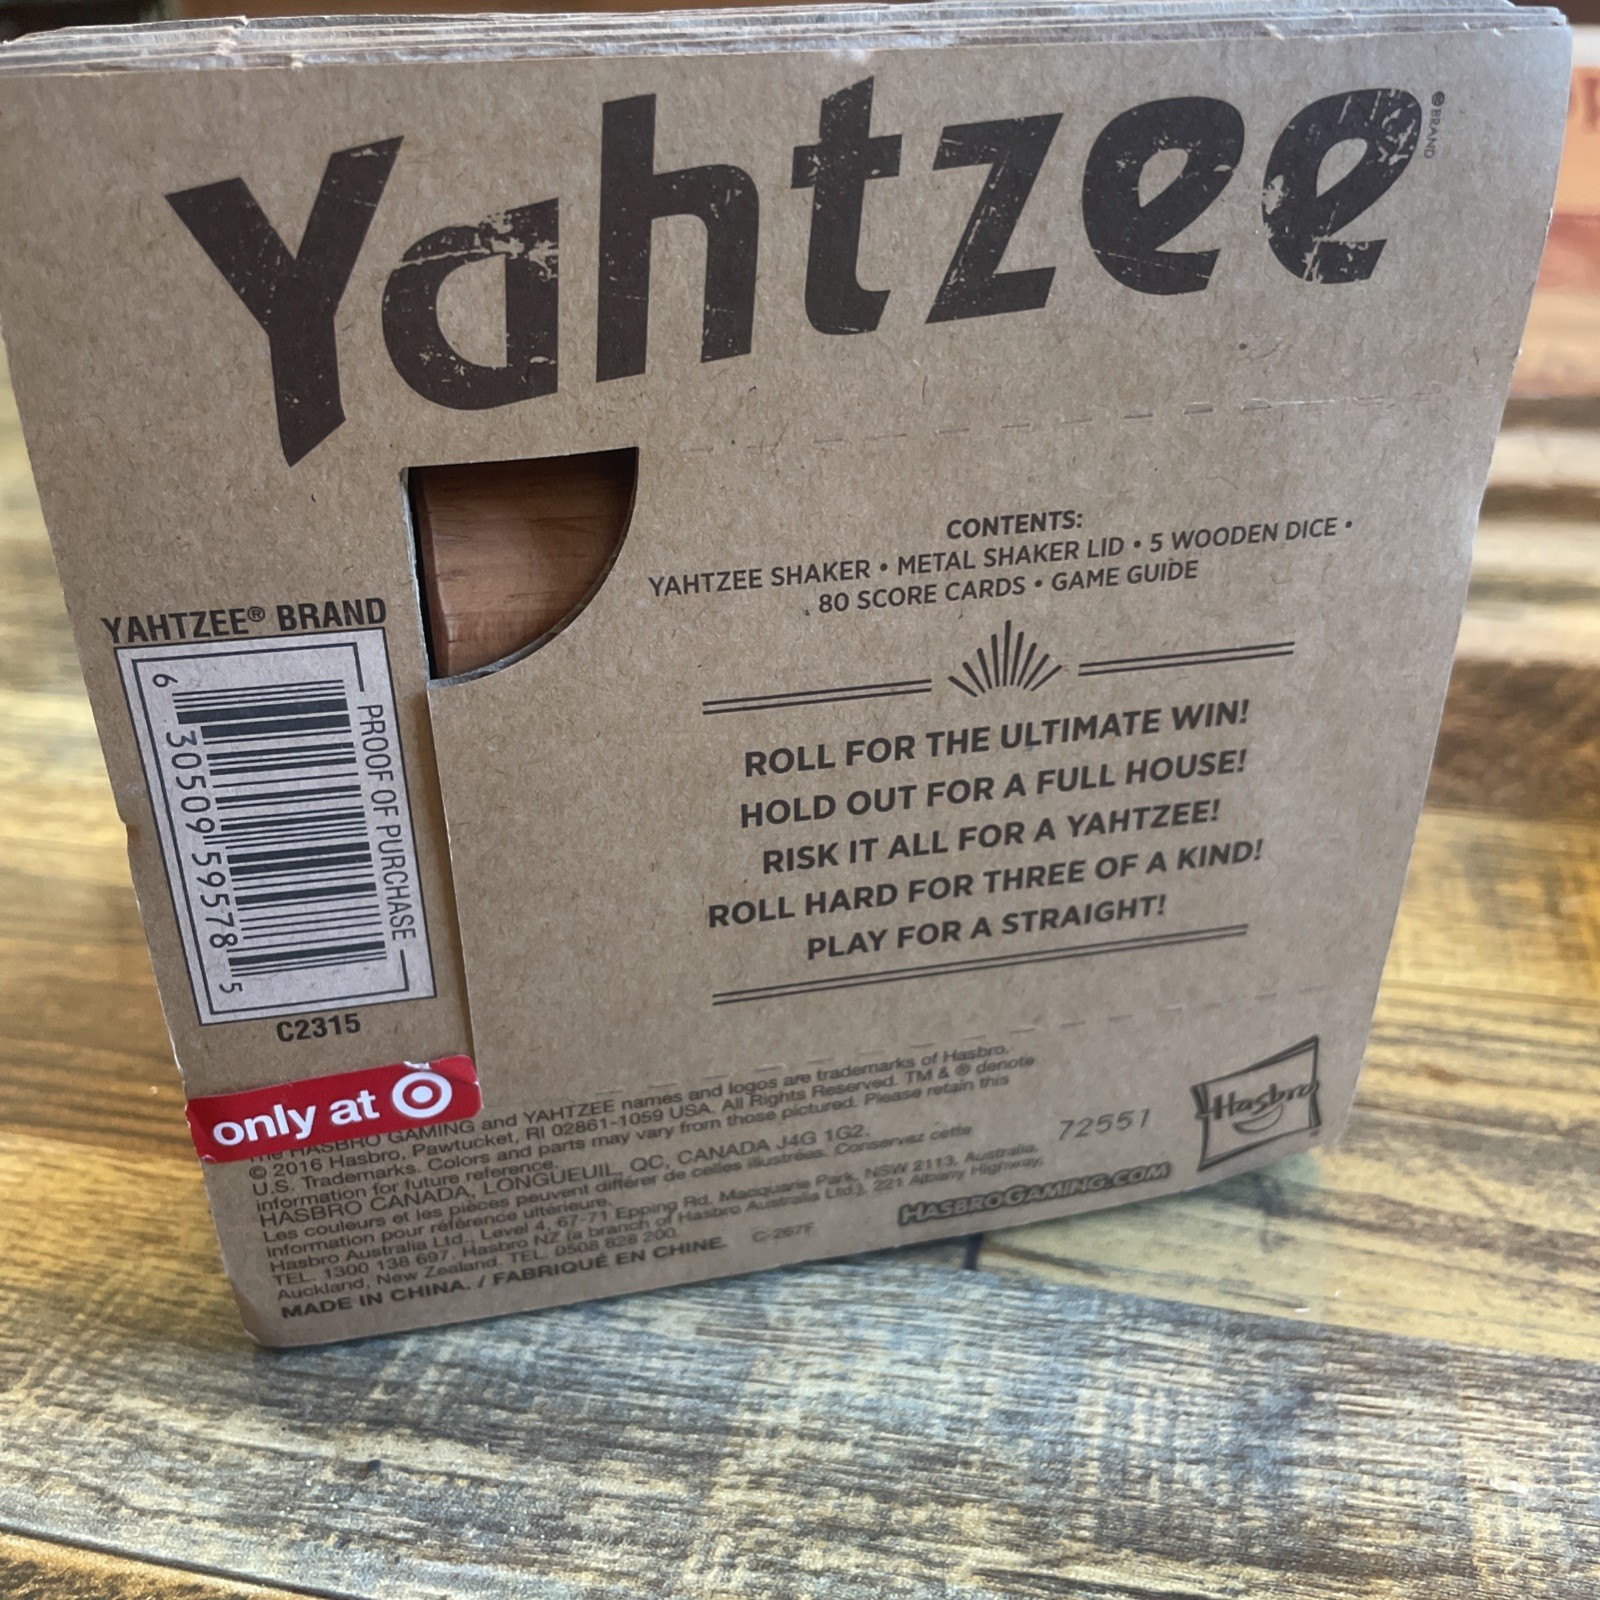 Yahtzee
®BRAND
CONTENTS:
YAHTZEE SHAKER • METAL SHAKER LID • 5 WOODEN DICE •
80 SCORE CARDS • GAME GUIDE
YAHTZEE® BRAND
PROOF OF PURCHASE
6 30509 59578 5
C2315
ROLL FOR THE ULTIMATE WIN!
HOLD OUT FOR A FULL HOUSE!
RISK IT ALL FOR A YAHTZEE!
ROLL HARD FOR THREE OF A KIND!
PLAY FOR A STRAIGHT!
only at
The HASBRO GAMING and YAHTZEE names and logos are trademarks of Hasbro.
© 2016 Hasbro, Pawtucket, RI 02861-1059 USA. All Rights Reserved. TM & ® denote
U.S. Trademarks. Colors and parts may vary from those pictured. Please retain this
information for future reference.
HASBRO CANADA, LONGUEUIL, QC, CANADA J4G 1G2.
Les couleurs et les pièces peuvent différer de celles illustrées. Conservez cette
information pour référence ultérieure.
Hasbro Australia Ltd., Level 4, 67-71 Epping Rd, Macquarie Park, NSW 2113, Australia.
TEL. 1300 138 697. Hasbro NZ (a branch of Hasbro Australia Ltd.), 221 Albany Highway,
Auckland, New Zealand, TEL. 0508 828 200.
MADE IN CHINA. / FABRIQUÉ EN CHINE.
C-267F
72551
HASBROGAMING.COM
Hasbro